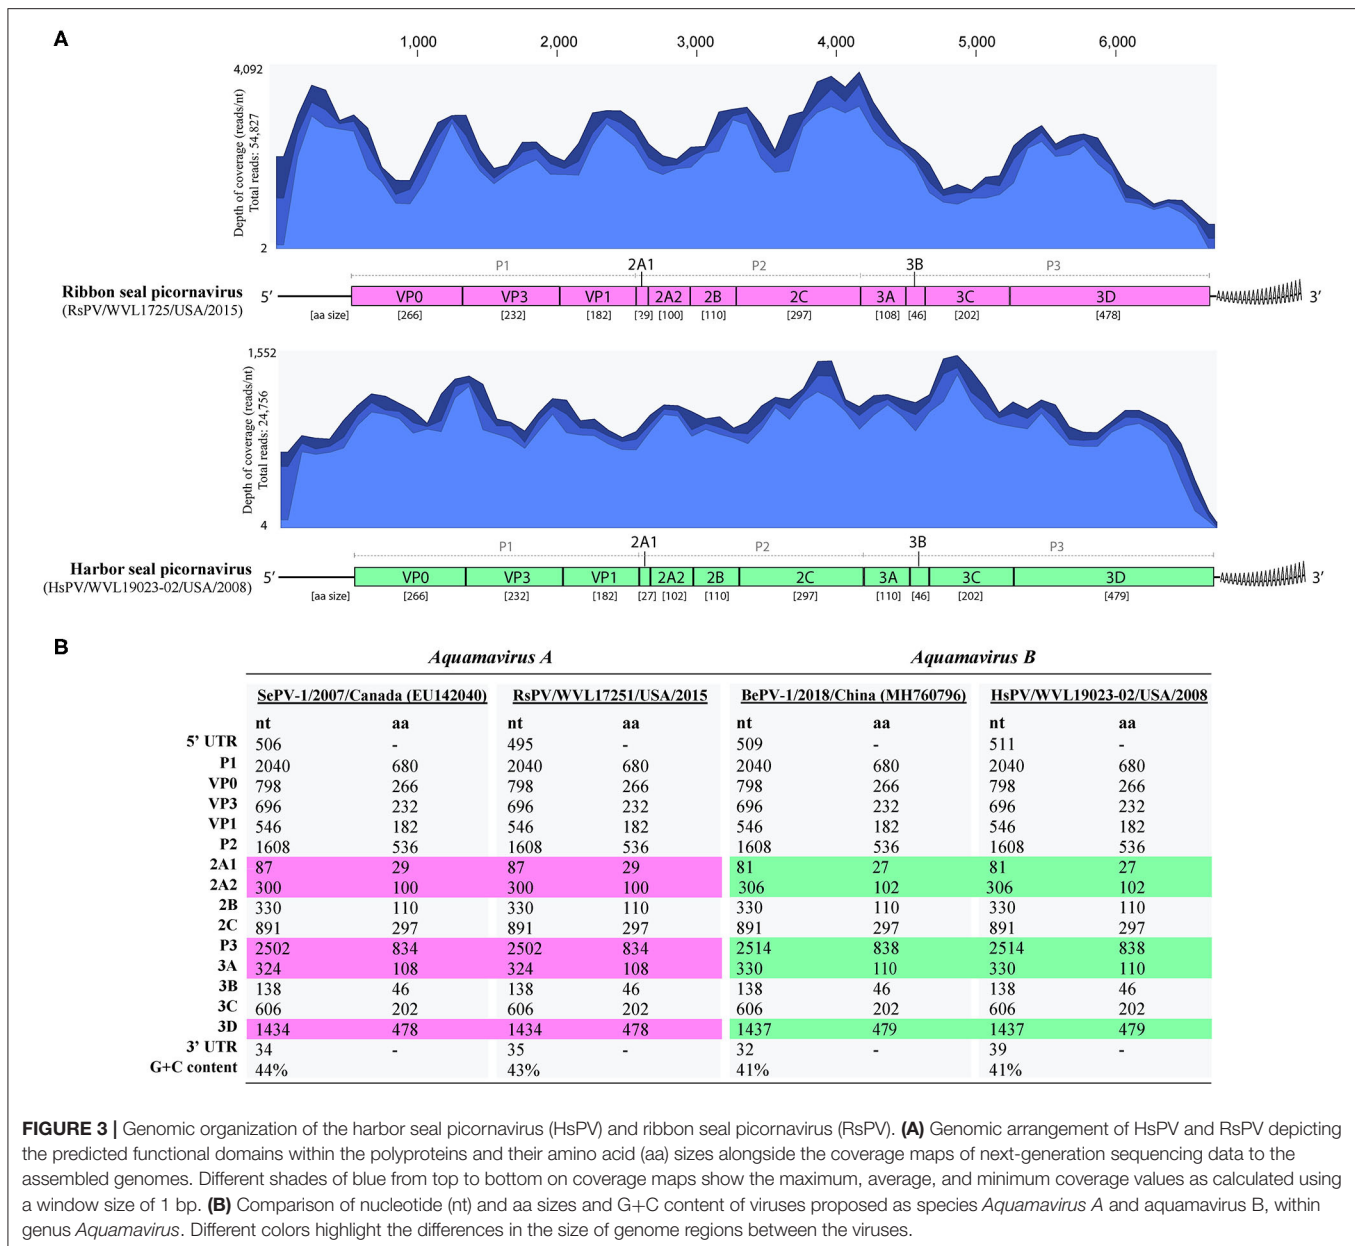 A
1,000 2,000 3,000 4,000 5,000 6,000
4,092
Depth of coverage (reads/nt)
Total reads: 54,827
2
P1 2A1 P2 3B P3
Ribbon seal picornavirus
(RsPV/WVL1725/USA/2015)
5′ VP0 VP3 VP1 2A2 2B 2C 3A 3C 3D 3′
[aa size] [266] [232] [182] [29] [100] [110] [297] [108] [46] [202] [478]
1,552
Depth of coverage (reads/nt)
Total reads: 24,756
4
P1 2A1 P2 3B P3
Harbor seal picornavirus
(HsPV/WVL19023-02/USA/2008)
5′ VP0 VP3 VP1 2A2 2B 2C 3A 3C 3D 3′
[aa size] [266] [232] [182] [27] [102] [110] [297] [110] [46] [202] [479]
B
Aquamavirus A Aquamavirus B
SePV-1/2007/Canada (EU142040) RsPV/WVL17251/USA/2015 BePV-1/2018/China (MH760796) HsPV/WVL19023-02/USA/2008
nt aa nt aa nt aa nt aa
5’ UTR 506 - 495 - 509 - 511 -
P1 2040 680 2040 680 2040 680 2040 680
VP0 798 266 798 266 798 266 798 266
VP3 696 232 696 232 696 232 696 232
VP1 546 182 546 182 546 182 546 182
P2 1608 536 1608 536 1608 536 1608 536
2A1 87 29 87 29 81 27 81 27
2A2 300 100 300 100 306 102 306 102
2B 330 110 330 110 330 110 330 110
2C 891 297 891 297 891 297 891 297
P3 2502 834 2502 834 2514 838 2514 838
3A 324 108 324 108 330 110 330 110
3B 138 46 138 46 138 46 138 46
3C 606 202 606 202 606 202 606 202
3D 1434 478 1434 478 1437 479 1437 479
3’ UTR 34 - 35 - 32 - 39 -
G+C content 44% 43% 41% 41%
FIGURE 3 | Genomic organization of the harbor seal picornavirus (HsPV) and ribbon seal picornavirus (RsPV). (A) Genomic arrangement of HsPV and RsPV depicting
the predicted functional domains within the polyproteins and their amino acid (aa) sizes alongside the coverage maps of next-generation sequencing data to the
assembled genomes. Different shades of blue from top to bottom on coverage maps show the maximum, average, and minimum coverage values as calculated using
a window size of 1 bp. (B) Comparison of nucleotide (nt) and aa sizes and G+C content of viruses proposed as species Aquamavirus A and aquamavirus B, within
genus Aquamavirus. Different colors highlight the differences in the size of genome regions between the viruses.